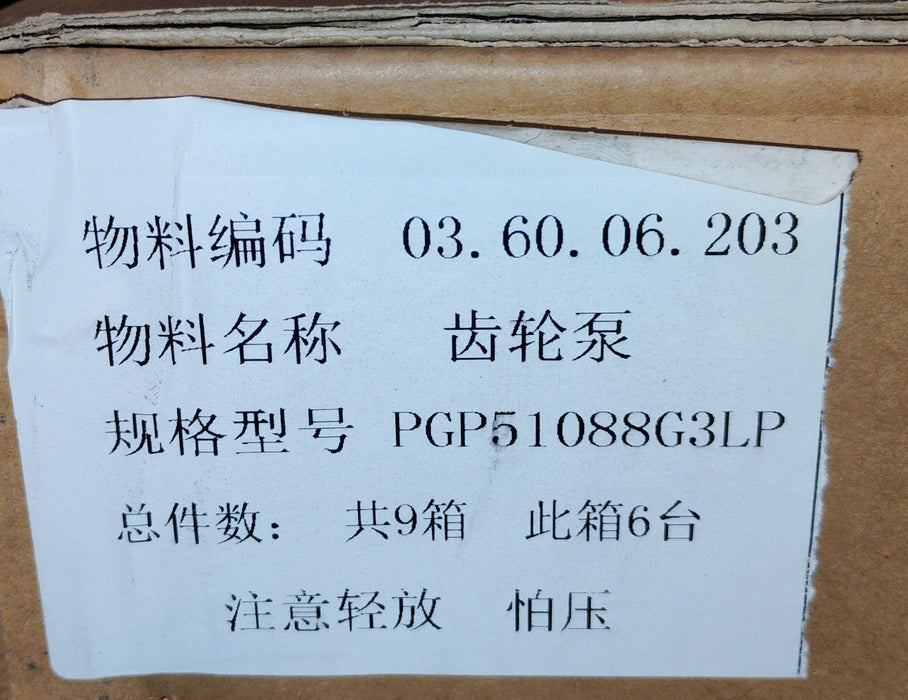 物料编码 03.60.06.203
物料名称 齿轮泵
规格型号 PGP51088G3LP
总件数: 共9箱 此箱6台
注意轻放 怕压